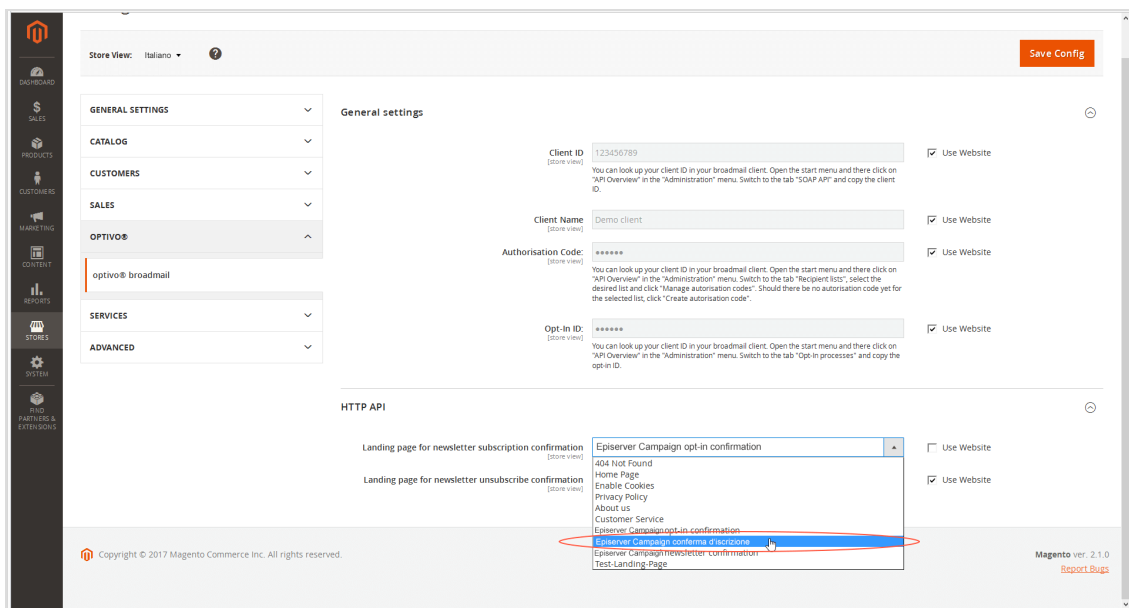 Store View: Italiano
?
Save Config
DASHBOARD
$
SALES
PRODUCTS
CUSTOMERS
MARKETING
CONTENT
REPORTS
STORES
SYSTEM
FIND
PARTNERS &
EXTENSIONS
GENERAL SETTINGS
CATALOG
CUSTOMERS
SALES
OPTIVO®
optivo® broadmail
SERVICES
ADVANCED
General settings
Client ID 123456789 Use Website
[store view]
You can look up your client ID in your broadmail client. Open the start menu and there click on
"API Overview" in the "Administration" menu. Switch to the tab "SOAP API" and copy the client
ID.
Client Name Demo client Use Website
[store view]
Authorisation Code: •••••• Use Website
[store view]
You can look up your client ID in your broadmail client. Open the start menu and there click on
"API Overview" in the "Administration" menu. Switch to the tab "Recipient lists", select the
desired list and click "Manage autorisation codes". Should there be no autorisation code yet for
the selected list, click "Create autorisation code".
Opt-In ID: •••••• Use Website
[store view]
You can look up your client ID in your broadmail client. Open the start menu and there click on
"API Overview" in the "Administration" menu. Switch to the tab "Opt-In processes" and copy the
opt-in ID.
HTTP API
Landing page for newsletter subscription confirmation Episerver Campaign opt-in confirmation Use Website
[store view]
404 Not Found
Home Page
Enable Cookies
Privacy Policy
About us
Customer Service
Episerver Campaign opt-in confirmation
Episerver Campaign conferma d'iscrizione
Episerver Campaign newsletter confirmation
Test-Landing-Page
Landing page for newsletter unsubscribe confirmation Use Website
[store view]
Copyright © 2017 Magento Commerce Inc. All rights reserved.
Magento ver. 2.1.0
Report Bugs